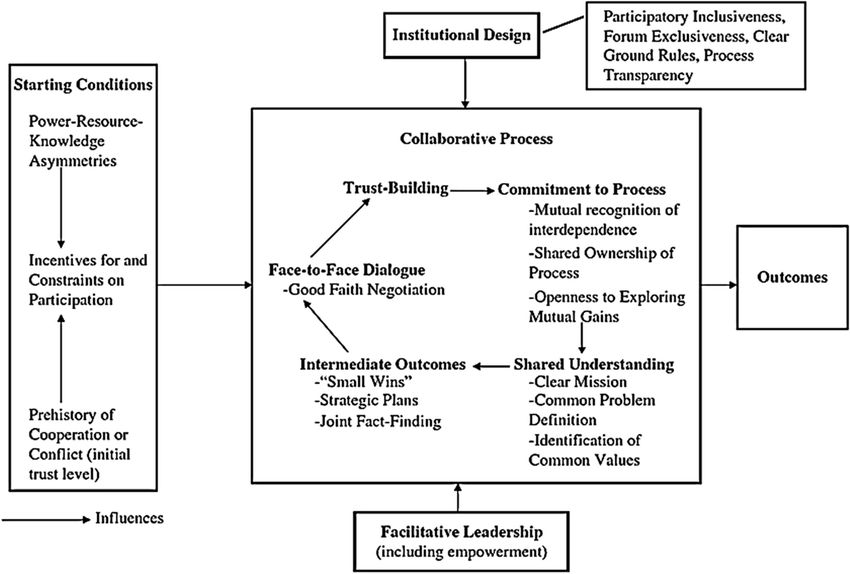 Institutional Design
Participatory Inclusiveness,
Forum Exclusiveness, Clear
Ground Rules, Process
Transparency
Starting Conditions
Power-Resource-
Knowledge
Asymmetries
Incentives for and
Constraints on
Participation
Prehistory of
Cooperation or
Conflict (initial
trust level)
Influences
Collaborative Process
Trust-Building
Commitment to Process
-Mutual recognition of
interdependence
-Shared Ownership of
Process
-Openness to Exploring
Mutual Gains
Face-to-Face Dialogue
-Good Faith Negotiation
Intermediate Outcomes
-“Small Wins”
-Strategic Plans
-Joint Fact-Finding
Shared Understanding
-Clear Mission
-Common Problem
Definition
-Identification of
Common Values
Outcomes
Facilitative Leadership
(including empowerment)